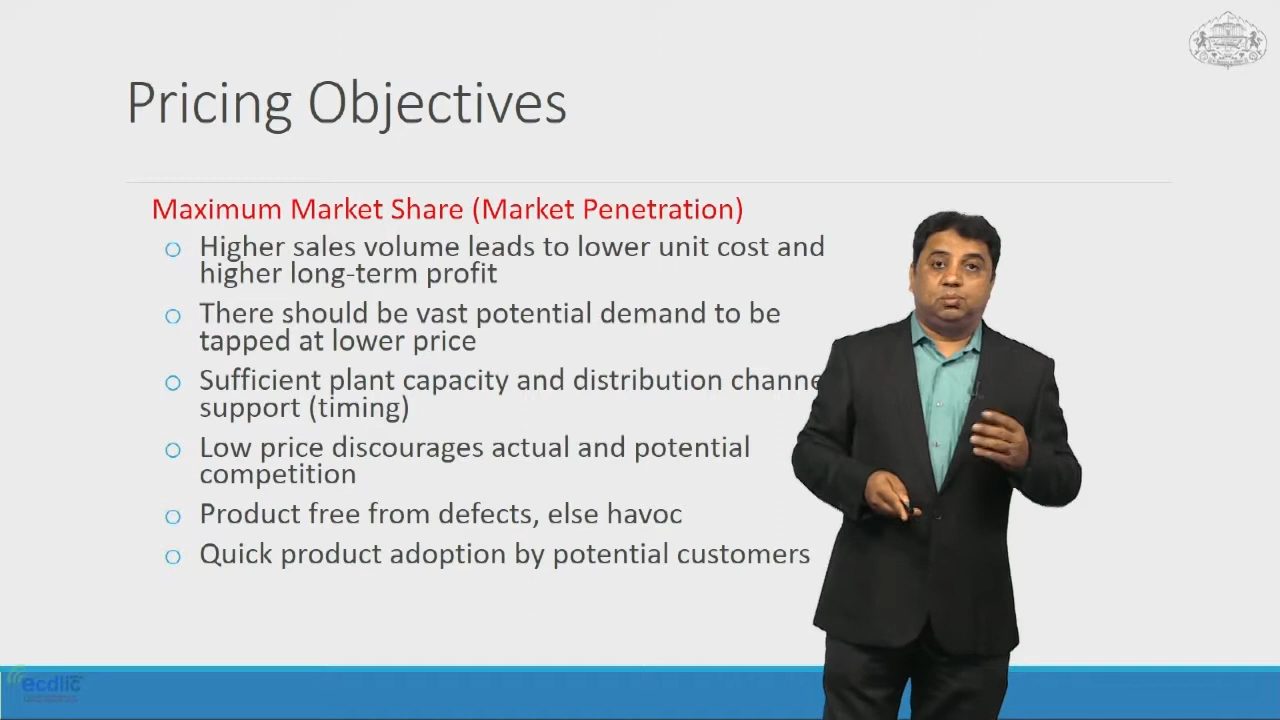 Pricing Objectives
Maximum Market Share (Market Penetration)
Higher sales volume leads to lower unit cost and
higher long-term profit
There should be vast potential demand to be
tapped at lower price
Sufficient plant capacity and distribution channe
support (timing)
Low price discourages actual and potential
competition
Product free from defects, else havoc
Quick product adoption by potential customers
ecdlic